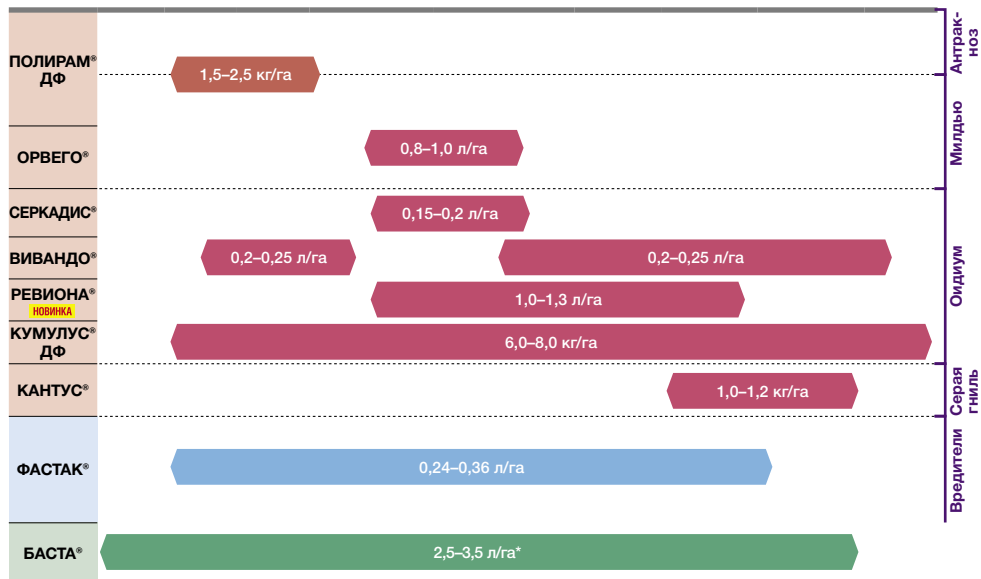 ПОЛИРАМ®
ДФ
1,5–2,5 кг/га
Антрак-
ноз
ОРВЕГО®
0,8–1,0 л/га
Милдью
СЕРКАДИС®
0,15–0,2 л/га
ВИВАНДО®
0,2–0,25 л/га
0,2–0,25 л/га
РЕВИОНА®
НОВИНКА
1,0–1,3 л/га
КУМУЛУС®
ДФ
6,0–8,0 кг/га
Оидиум
КАНТУС®
1,0–1,2 кг/га
Серая
гниль
ФАСТАК®
0,24–0,36 л/га
Вредители
БАСТА®
2,5–3,5 л/га*